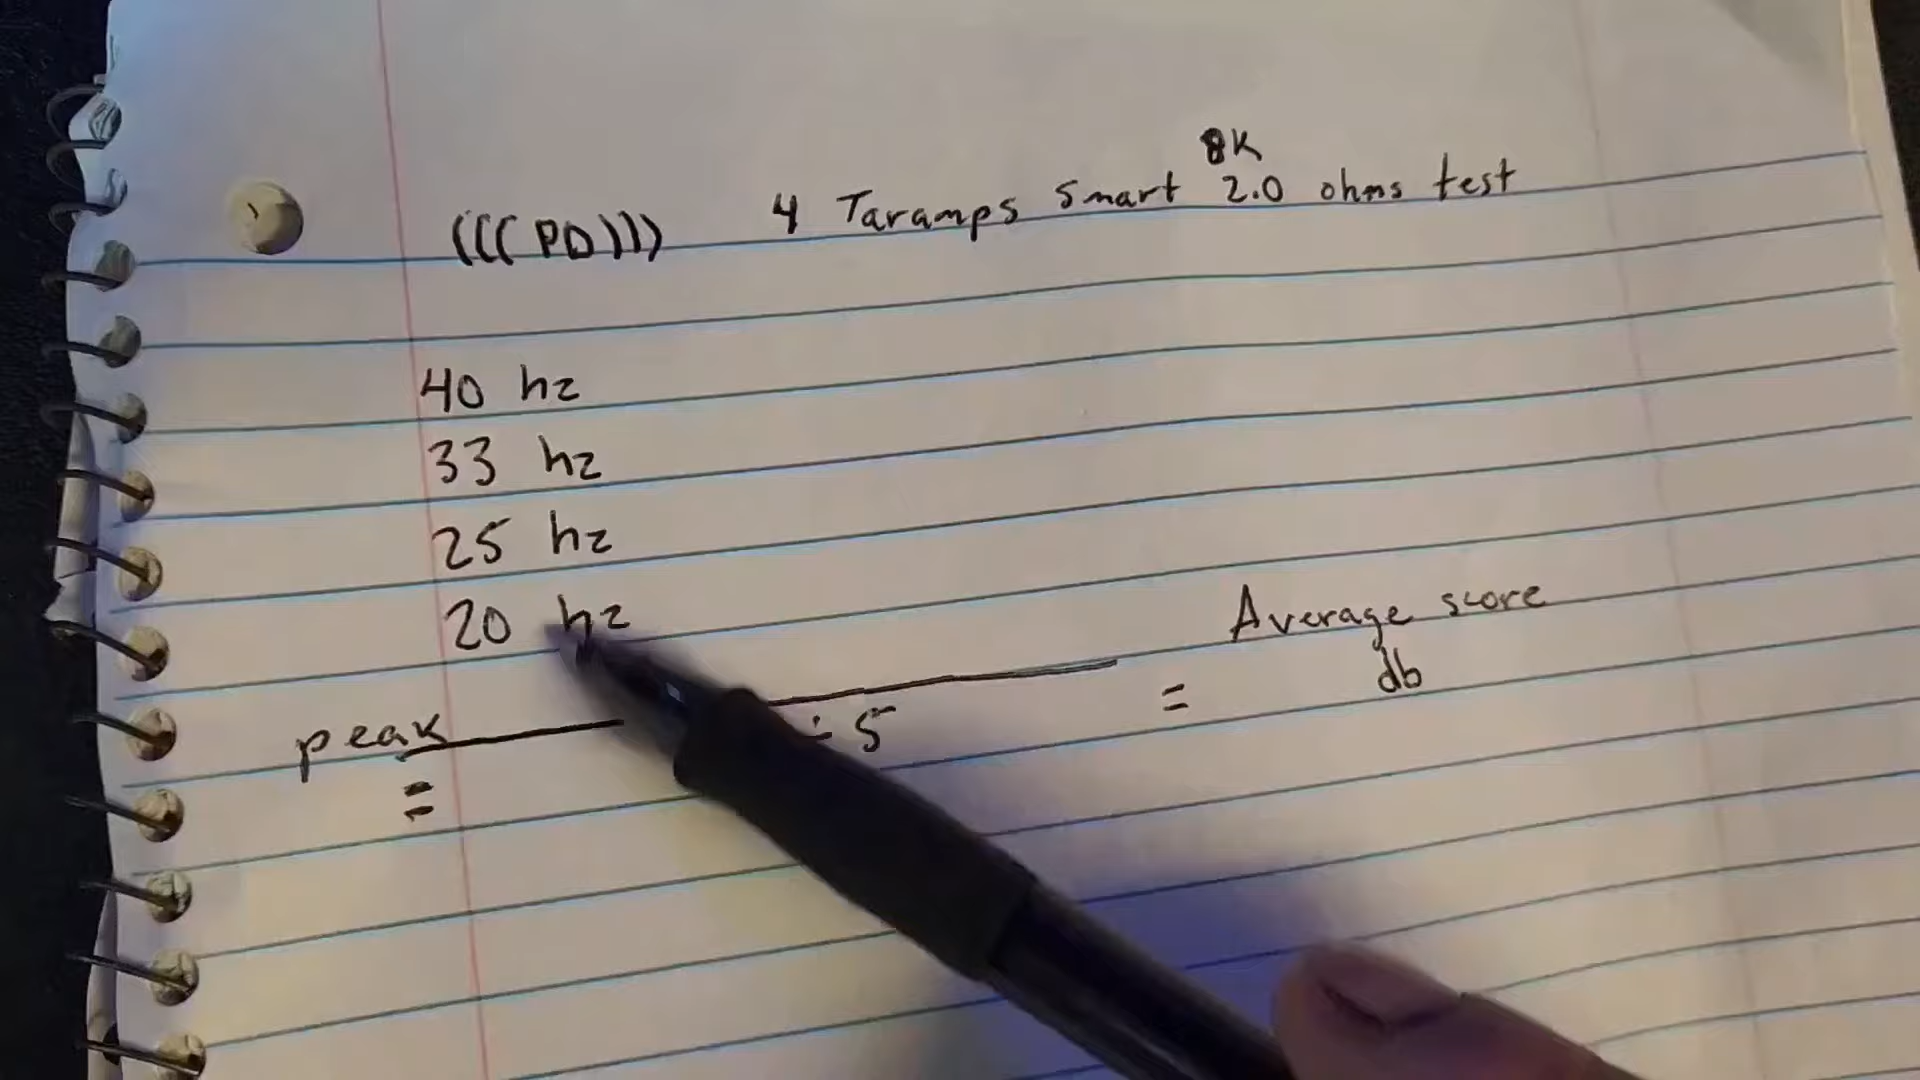 8K
(((PD))) 4 Taramps Smart 2.0 ohms test
40 hz
33 hz
25 hz
20 hz
Average score
db
peak ÷ 5 =
=